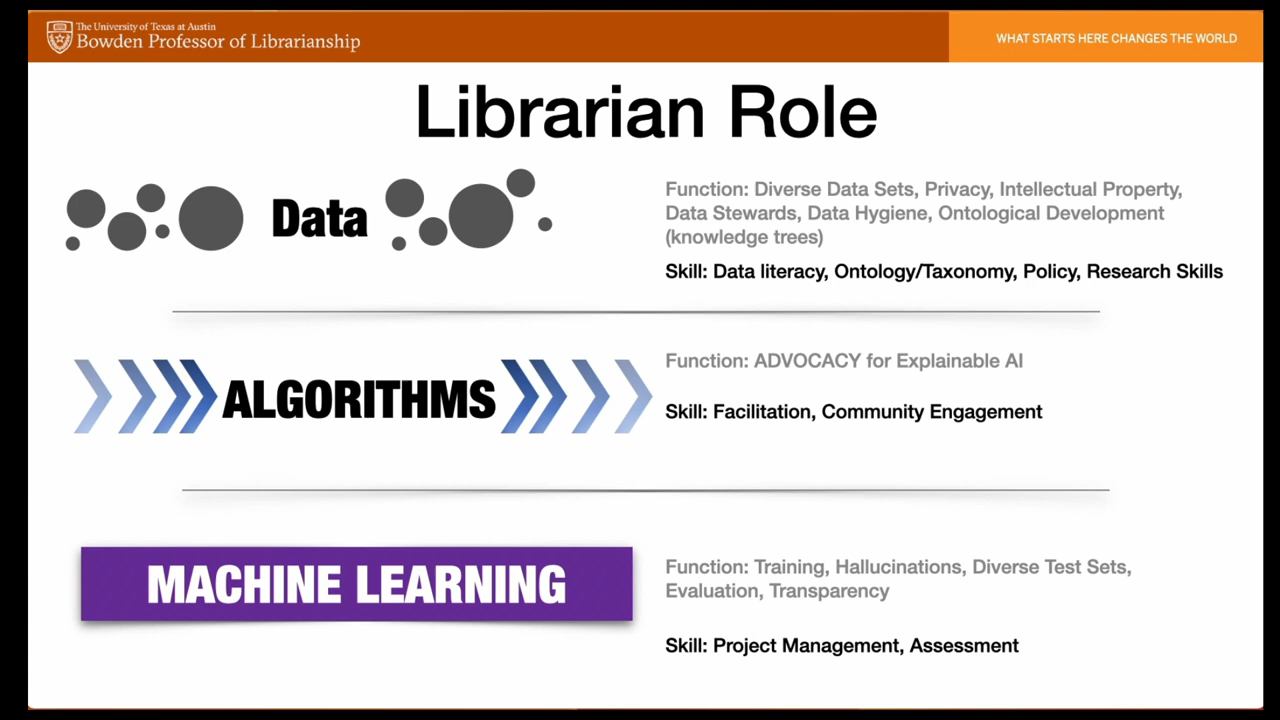 The University of Texas at Austin
Bowden Professor of Librarianship
WHAT STARTS HERE CHANGES THE WORLD
Librarian Role
Data
Function: Diverse Data Sets, Privacy, Intellectual Property,
Data Stewards, Data Hygiene, Ontological Development
(knowledge trees)
Skill: Data literacy, Ontology/Taxonomy, Policy, Research Skills
ALGORITHMS
Function: ADVOCACY for Explainable AI
Skill: Facilitation, Community Engagement
MACHINE LEARNING
Function: Training, Hallucinations, Diverse Test Sets,
Evaluation, Transparency
Skill: Project Management, Assessment